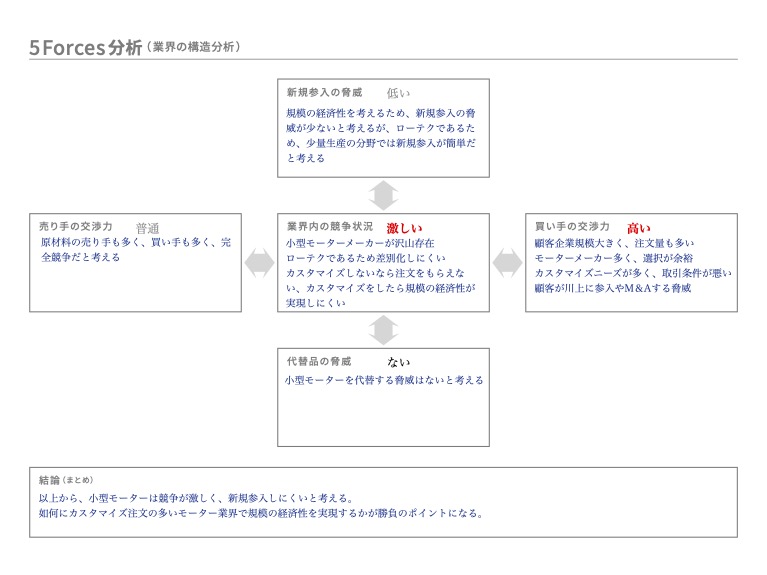 5Forces分析（業界の構造分析）
新規参入の脅威 低い
規模の経済性を考えるため、新規参入の脅
威が少ないと考えるが、ローテクであるた
め、少量生産の分野では新規参入が簡単だ
と考える
売り手の交渉力 普通
原材料の売り手も多く、買い手も多く、完
全競争だと考える
業界内の競争状況 激しい
小型モーターメーカーが沢山存在
ローテクであるため差別化しにくい
カスタマイズしないなら注文をもらえな
い、カスタマイズをしたら規模の経済性が
実現しにくい
買い手の交渉力 高い
顧客企業規模大きく、注文量も多い
モーターメーカー多く、選択が余裕
カスタマイズニーズが多く、取引条件が悪い
顧客が川上に参入やM&Aする脅威
代替品の脅威 ない
小型モーターを代替する脅威はないと考える
結論（まとめ）
以上から、小型モーターは競争が激しく、新規参入しにくいと考える。
如何にカスタマイズ注文の多いモーター業界で規模の経済性を実現するかが勝負のポイントになる。